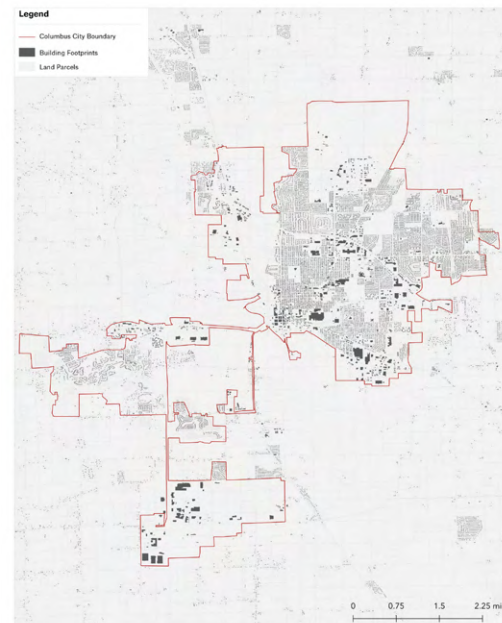 Legend
Columbus City Boundary
Building Footprints
Land Parcels
0 0.75 1.5 2.25 mi